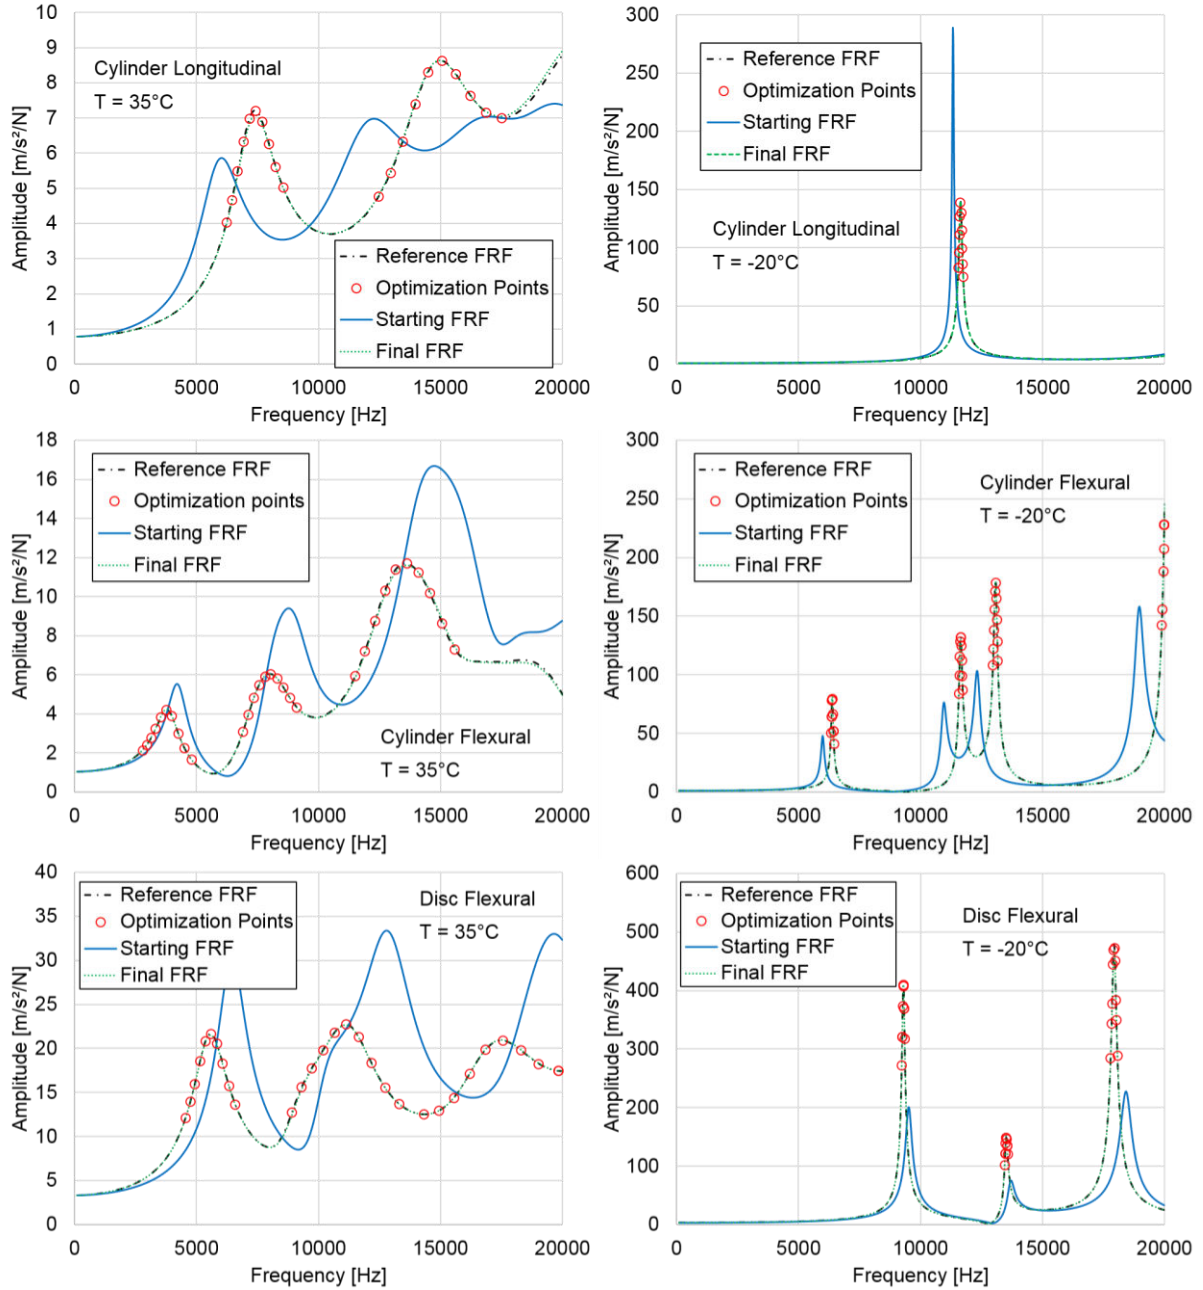 10
9
8
7
6
5
4
3
2
1
0
Amplitude [m/s²/N]
Cylinder Longitudinal
T = 35°C
Reference FRF
Optimization Points
Starting FRF
Final FRF
0 5000 10000 15000 20000
Frequency [Hz]
300
250
200
150
100
50
0
Amplitude [m/s²/N]
Reference FRF
Optimization Points
Starting FRF
Final FRF
Cylinder Longitudinal
T = -20°C
0 5000 10000 15000 20000
Frequency [Hz]
18
16
14
12
10
8
6
4
2
0
Amplitude [m/s²/N]
Reference FRF
Optimization points
Starting FRF
Final FRF
Cylinder Flexural
T = 35°C
0 5000 10000 15000 20000
Frequency [Hz]
300
250
200
150
100
50
0
Amplitude [m/s²/N]
Reference FRF
Optimization Points
Starting FRF
Final FRF
Cylinder Flexural
T = -20°C
0 5000 10000 15000 20000
Frequency [Hz]
40
35
30
25
20
15
10
5
0
Amplitude [m/s²/N]
Reference FRF
Optimization Points
Starting FRF
Final FRF
Disc Flexural
T = 35°C
0 5000 10000 15000 20000
Frequency [Hz]
600
500
400
300
200
100
0
Amplitude [m/s²/N]
Reference FRF
Optimization Points
Starting FRF
Final FRF
Disc Flexural
T = -20°C
0 5000 10000 15000 20000
Frequency [Hz]